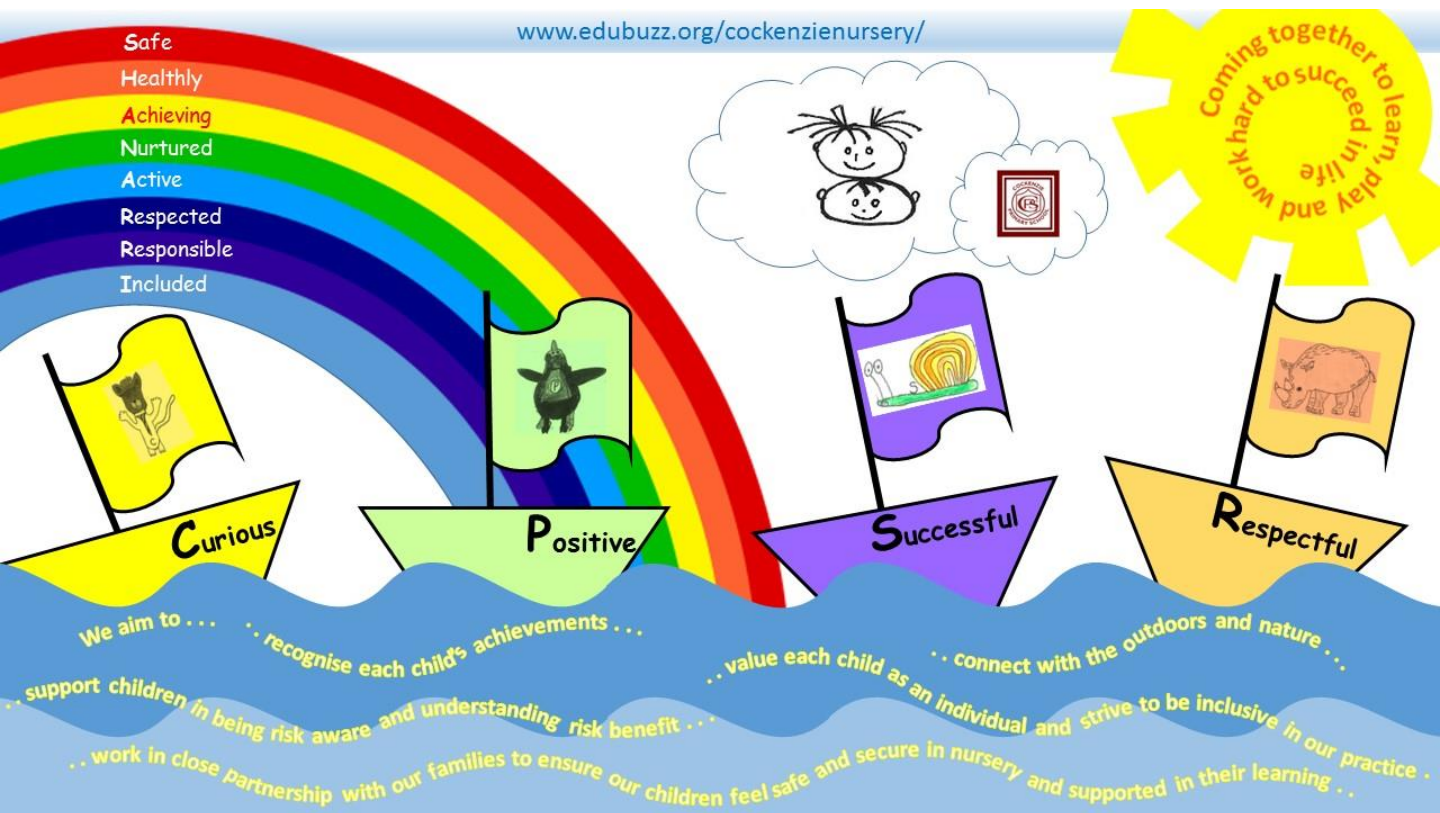 www.edubuzz.org/cockenzienursery/
Safe
Healthly
Achieving
Nurtured
Active
Respected
Responsible
Included
COCKENZIE
PRIMARY SCHOOL
Coming together to learn, play and work hard to succeed in life
Curious
Positive
Successful
Respectful
We aim to . . .
. . recognise each child's achievements . . .
. . value each child as an individual and strive to be inclusive in our practice .
. . connect with the outdoors and nature . . .
. . support children in being risk aware and understanding risk benefit . . .
. . work in close partnership with our families to ensure our children feel safe and secure in nursery and supported in their learning . .